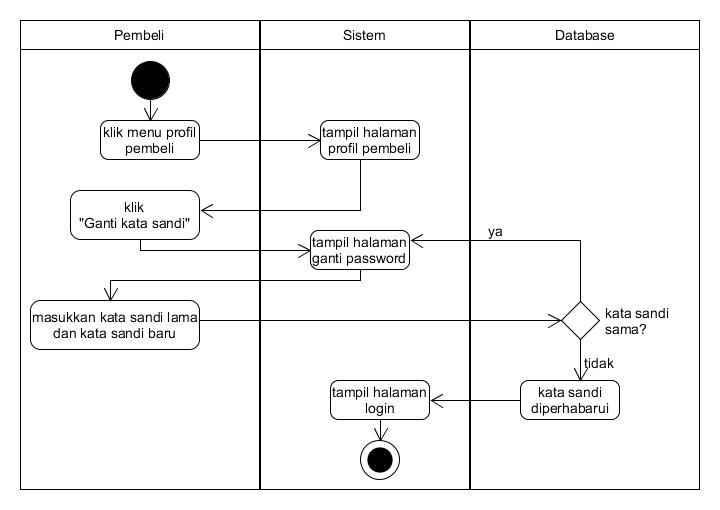 Pembeli
Sistem
Database
klik menu profil
pembeli
tampil halaman
profil pembeli
klik
"Ganti kata sandi"
tampil halaman
ganti password
ya
masukkan kata sandi lama
dan kata sandi baru
kata sandi
sama?
tidak
tampil halaman
login
kata sandi
diperhabarui